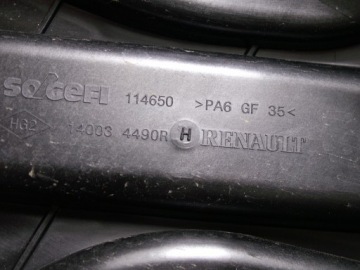 SOGEFI 114650 >PA6 GF 35<
HG2 14003 4490R H RENAULT